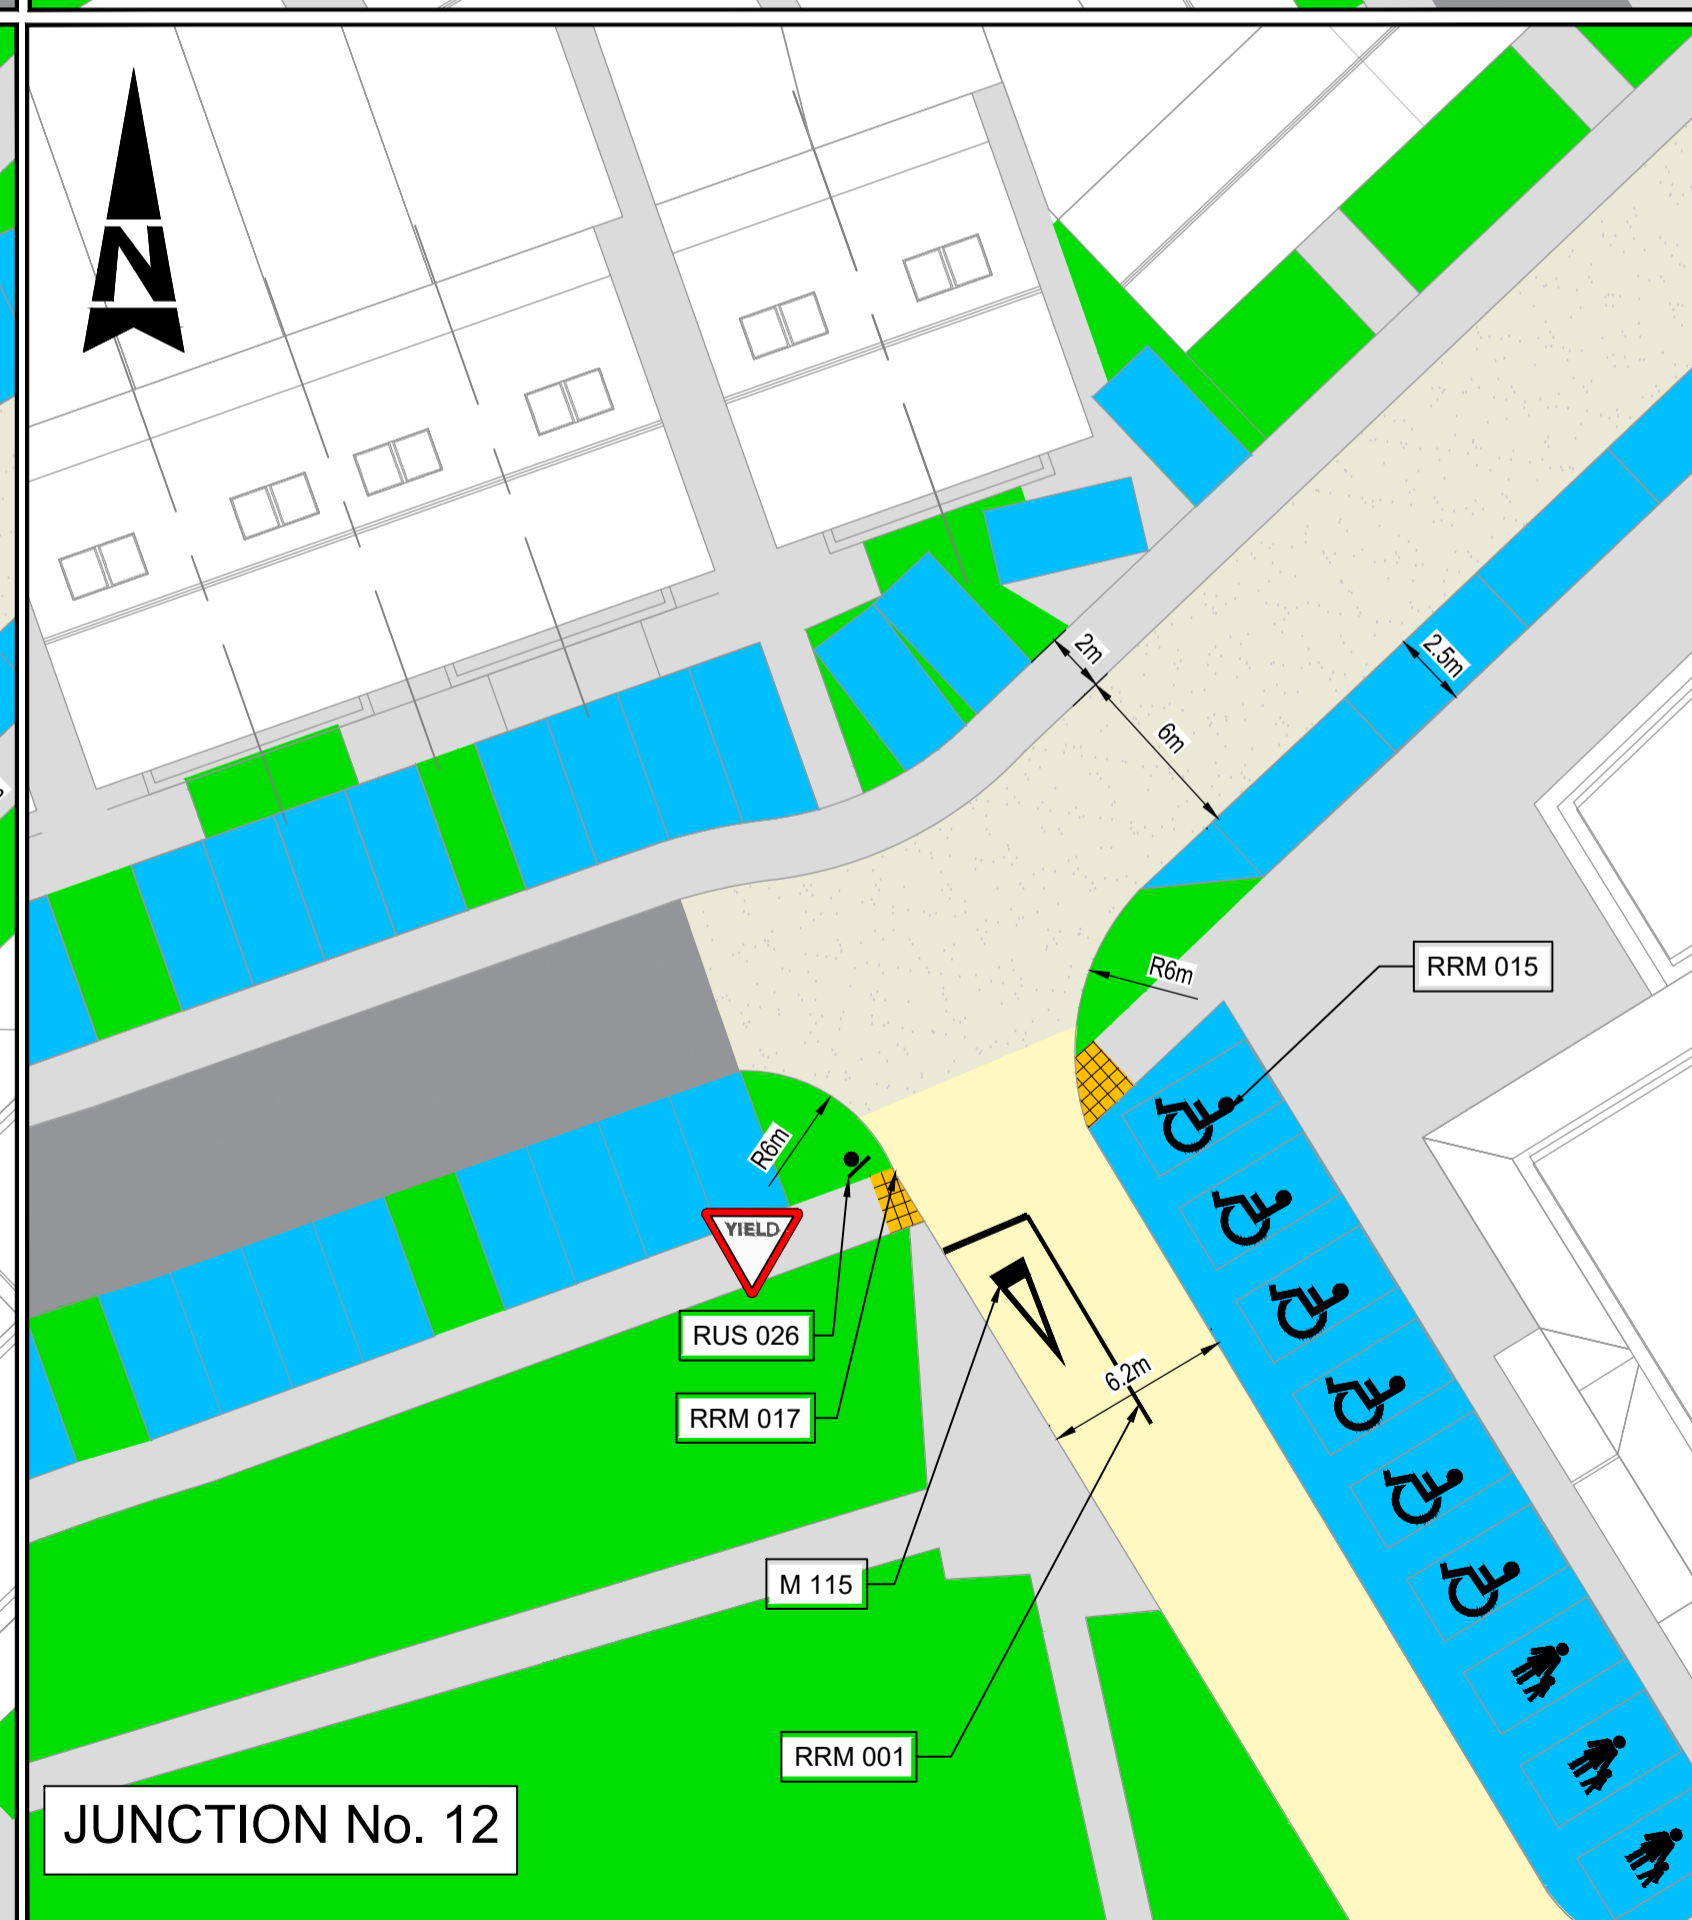 N
2m
2.5m
6m
RRM 015
R6m
R6m
YIELD
RUS 026
6.2m
RRM 017
M 115
RRM 001
JUNCTION No. 12